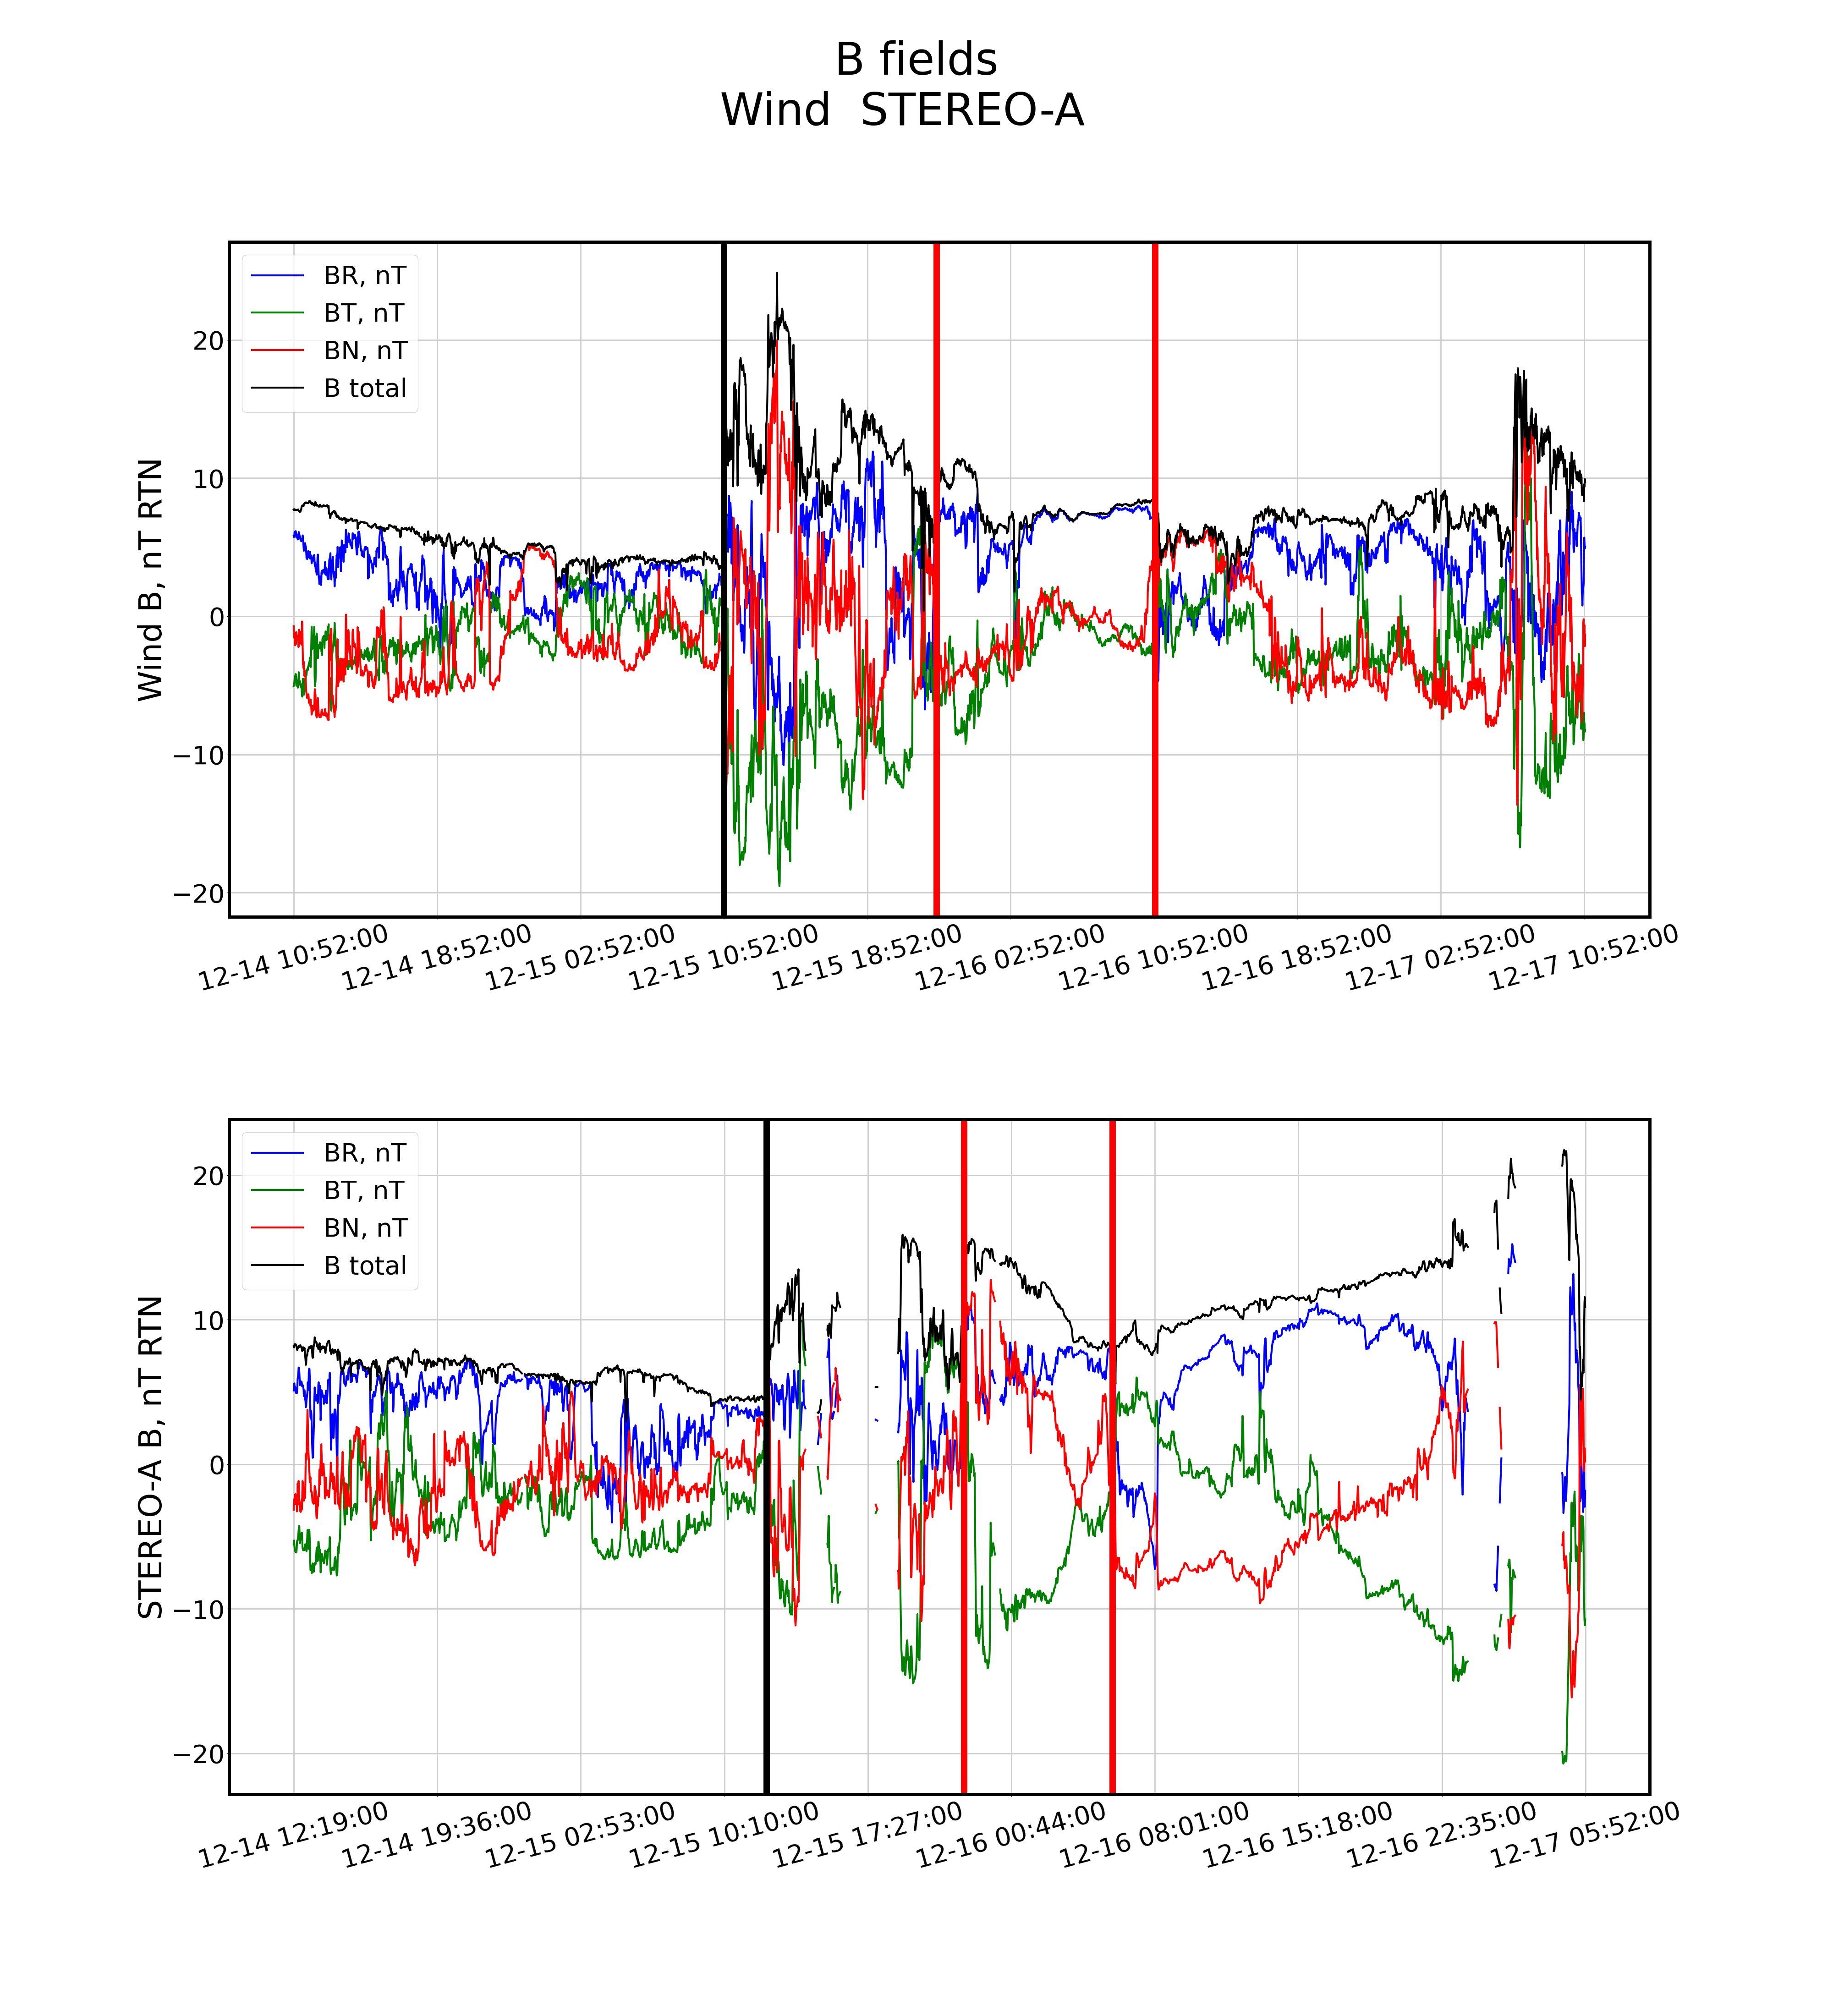 B fields
Wind  STEREO-A
BR, nT
BT, nT
BN, nT
B total
Wind B, nT RTN
20
10
0
−10
−20
12-14 10:52:00
12-14 18:52:00
12-15 02:52:00
12-15 10:52:00
12-15 18:52:00
12-16 02:52:00
12-16 10:52:00
12-16 18:52:00
12-17 02:52:00
12-17 10:52:00
BR, nT
BT, nT
BN, nT
B total
STEREO-A B, nT RTN
20
10
0
−10
−20
12-14 12:19:00
12-14 19:36:00
12-15 02:53:00
12-15 10:10:00
12-15 17:27:00
12-16 00:44:00
12-16 08:01:00
12-16 15:18:00
12-16 22:35:00
12-17 05:52:00